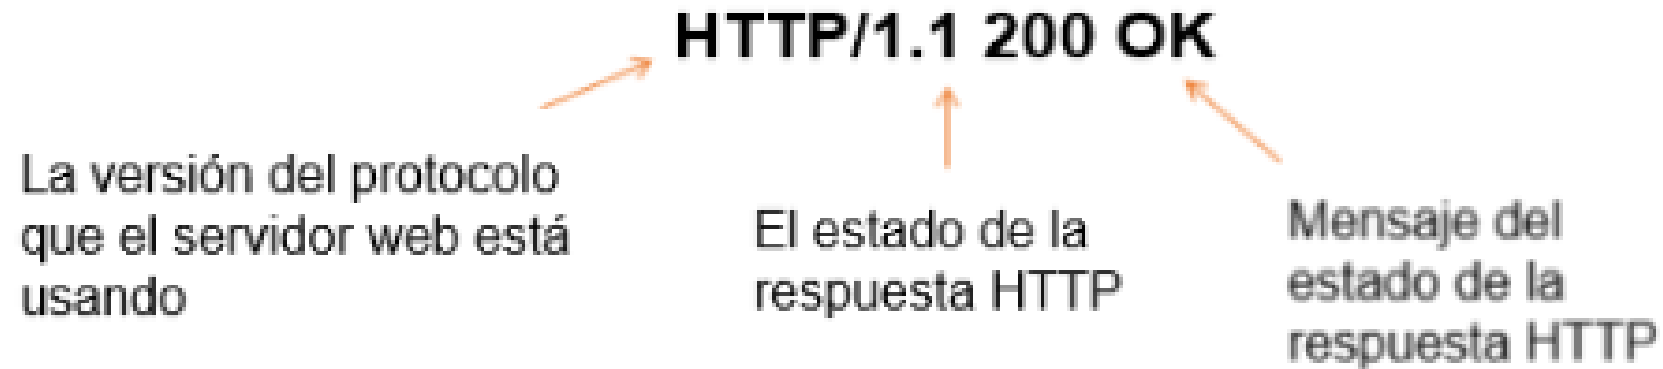 HTTP/1.1 200 OK
La versión del protocolo
que el servidor web está
usando
El estado de la
respuesta HTTP
Mensaje del
estado de la
respuesta HTTP